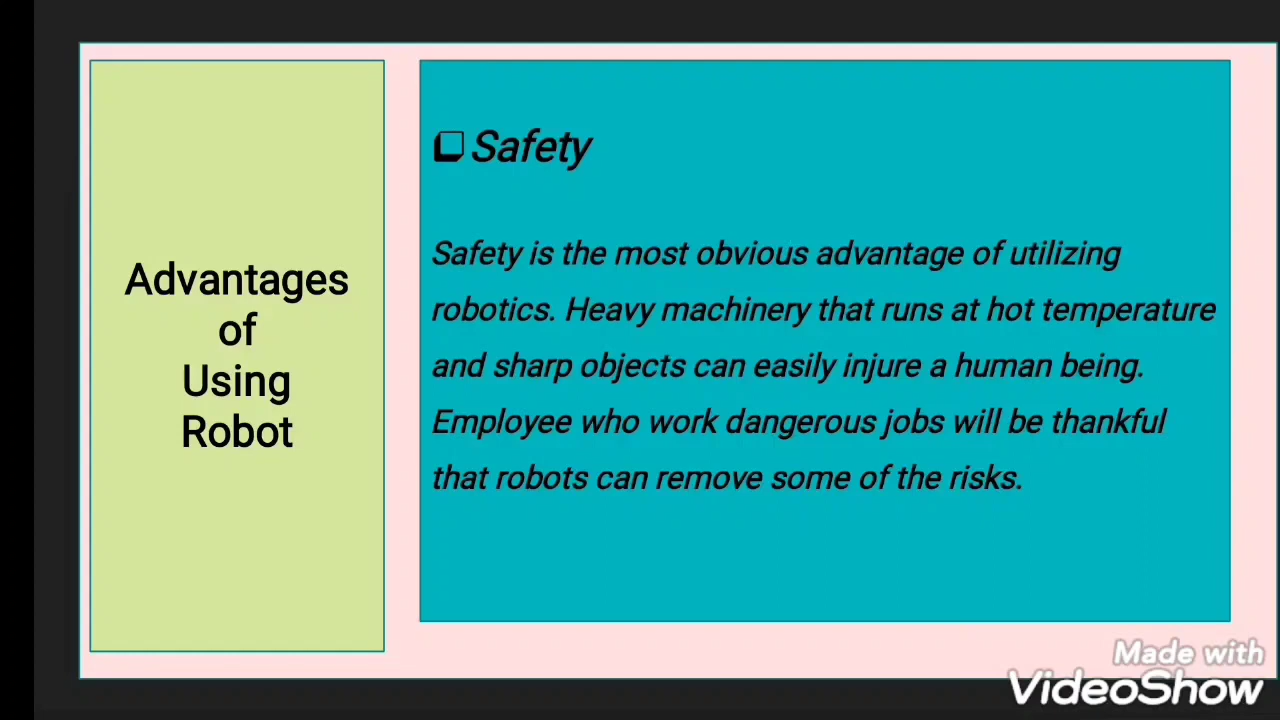 Advantages
of
Using
Robot
Safety
Safety is the most obvious advantage of utilizing
robotics. Heavy machinery that runs at hot temperature
and sharp objects can easily injure a human being.
Employee who work dangerous jobs will be thankful
that robots can remove some of the risks.
Made with
VideoShow